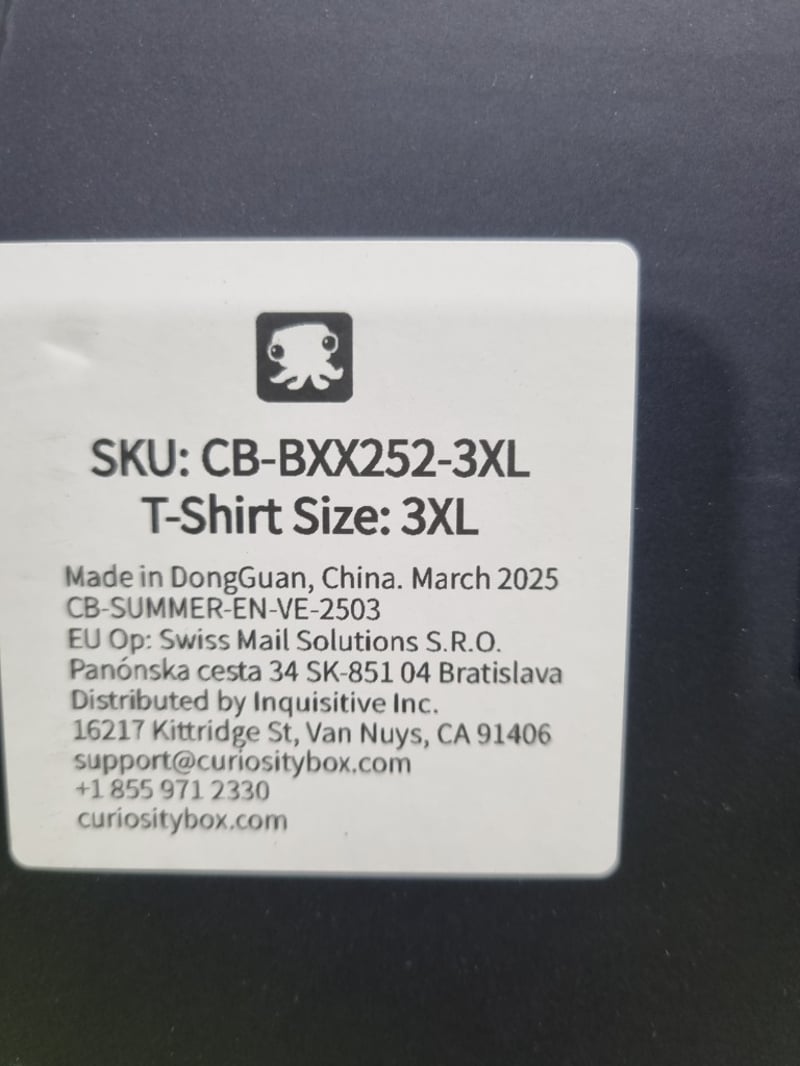 SKU: CB-BXX252-3XL
T-Shirt Size: 3XL
Made in DongGuan, China. March 2025
CB-SUMMER-EN-VE-2503
EU Op: Swiss Mail Solutions S.R.O.
Panónska cesta 34 SK-851 04 Bratislava
Distributed by Inquisitive Inc.
16217 Kittridge St, Van Nuys, CA 91406
support@curiositybox.com
+1 855 971 2330
curiositybox.com